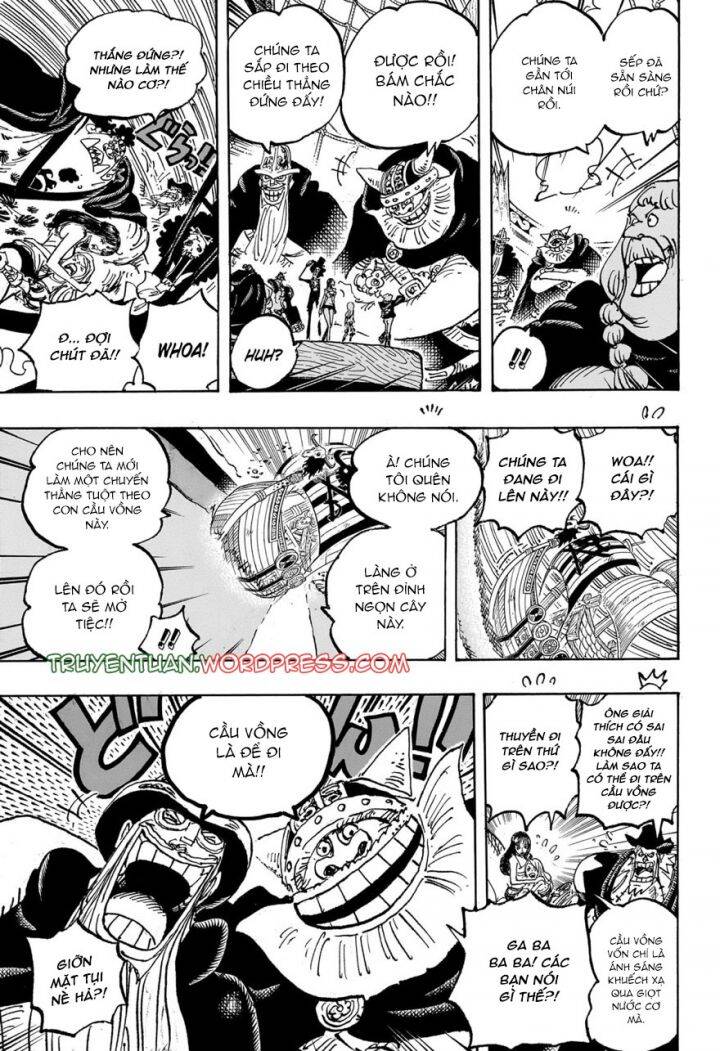 SẾP ĐÃ
SẴN SÀNG
RỒI CHỨ?
CHÚNG TA
GẦN TỚI
CHÂN NÚI
RỒI.
!!
ĐƯỢC RỒI!
BÁM CHẮC
NÀO!!
CHÚNG TA
SẮP ĐI THEO
CHIỀU THẲNG
ĐỨNG ĐẤY!
HUH?
THẲNG ĐỨNG?!
NHƯNG LÀM THẾ
NÀO CƠ?!
どらっ!!
WHOA!
Đ... ĐỢI
CHÚT ĐÃ!!
WOA!!
CÁI GÌ
ĐÂY?!
CHÚNG TA
ĐANG ĐI
LÊN NÀY!!
À! CHÚNG
TÔI QUÊN
KHÔNG NÓI.
LÀNG Ở
TRÊN ĐỈNH
NGỌN CÂY
NÀY.
CHO NÊN
CHÚNG TA MỚI
LÀM MỘT CHUYẾN
THẲNG TUỘT THEO
CON CẦU VỒNG
NÀY.
LÊN ĐÓ RỒI
TA SẼ MỞ
TIỆC!!
!!
TRUYENTUAN.WORDPRESS.COM
ÔNG GIẢI
THÍCH CÓ SAI
SAI ĐÂU
KHÔNG ĐẤY!!
LÀM SAO TA
CÓ THỂ ĐI TRÊN
CẦU VỒNG
ĐƯỢC?!
THUYỀN ĐI
TRÊN THỨ
GÌ SAO?!
CẦU VỒNG
VỐN CHỈ LÀ
ÁNH SÁNG
KHUẾCH XẠ
QUA GIỌT
NƯỚC CƠ
MÀ.
CẦU VỒNG
LÀ ĐỂ ĐI
MÀ!!
GA BA
BA BA! CÁC
BẠN NÓI
GÌ THẾ?!
GIỠN
MẶT TỤI
NÈ HẢ?!